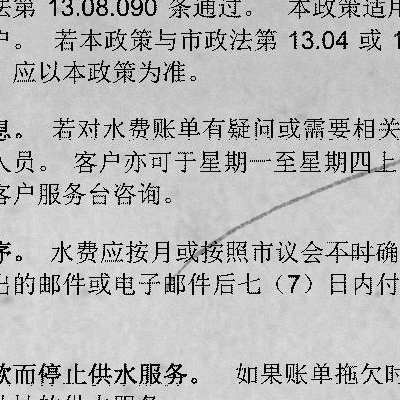 法第 13.08.090 条通过。 本政策适用
户。 若本政策与市政法第 13.04 或 1
，应以本政策为准。
息。 若对水费账单有疑问或需要相关
人员。 客户亦可于星期一至星期四上
客户服务台咨询。
序。 水费应按月或按照市议会不时确
出的邮件或电子邮件后七（7）日内付
欠而停止供水服务。 如果账单拖欠时
的供水服务